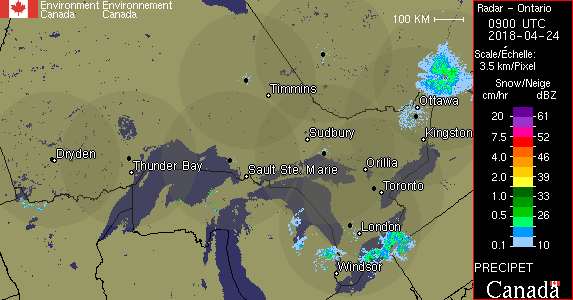 Environment Environnement
Canada Canada
100 KM
Timmins
Ottawa
Sudbury
Kingston
Dryden
Thunder Bay
Sault Ste. Marie
Orillia
Toronto
London
Windsor
Radar - Ontario
0900 UTC
2018-04-24
Scale/Échelle:
3.5 km/Pixel
Snow/Neige
cm/hr dBZ
20 61
7.5 52
4.0 46
2.0 39
1.0 33
0.5 26
0.1 10
PRECIPET
Canada